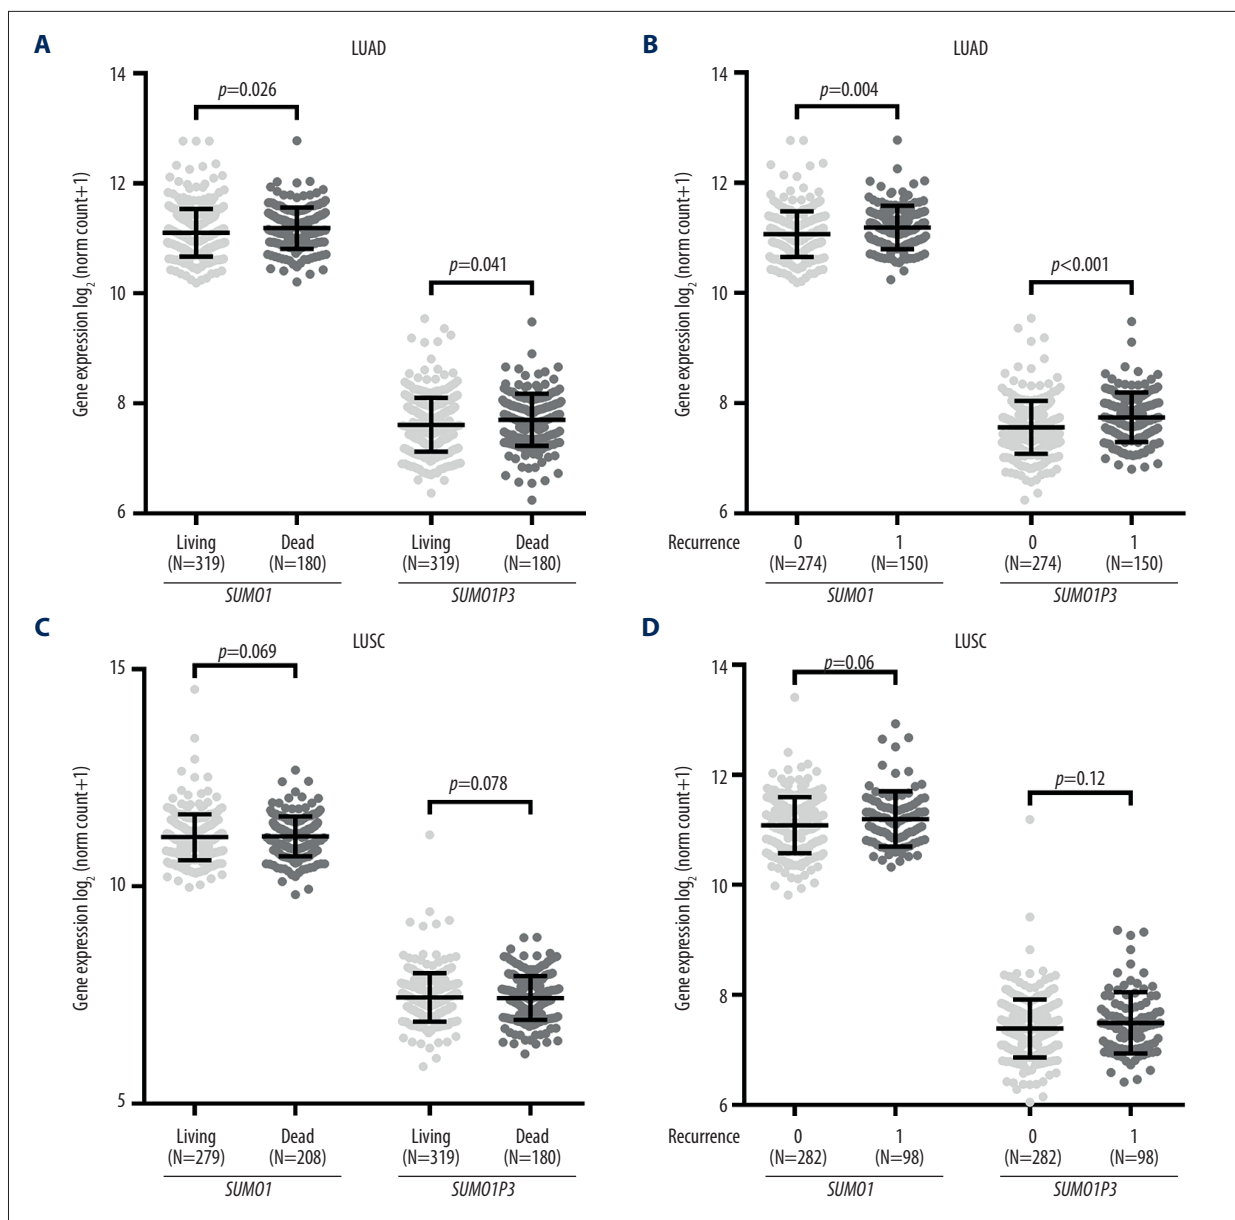 A
LUAD
Gene expression log2 (norm count+1)
14
12
10
8
6
p=0.026
p=0.041
Living
(N=319)
Dead
(N=180)
Living
(N=319)
Dead
(N=180)
SUMO1
SUMO1P3
B
LUAD
Gene expression log2 (norm count+1)
14
12
10
8
6
p=0.004
p<0.001
Recurrence
0
(N=274)
1
(N=150)
0
(N=274)
1
(N=150)
SUMO1
SUMO1P3
C
LUSC
Gene expression log2 (norm count+1)
15
10
5
p=0.069
p=0.078
Living
(N=279)
Dead
(N=208)
Living
(N=319)
Dead
(N=180)
SUMO1
SUMO1P3
D
LUSC
Gene expression log2 (norm count+1)
14
12
10
8
6
p=0.06
p=0.12
Recurrence
0
(N=282)
1
(N=98)
0
(N=282)
1
(N=98)
SUMO1
SUMO1P3